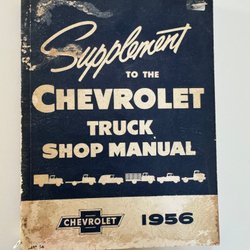 Supplement
TO THE
CHEVROLET
TRUCK
SHOP MANUAL
CHEVROLET
1956